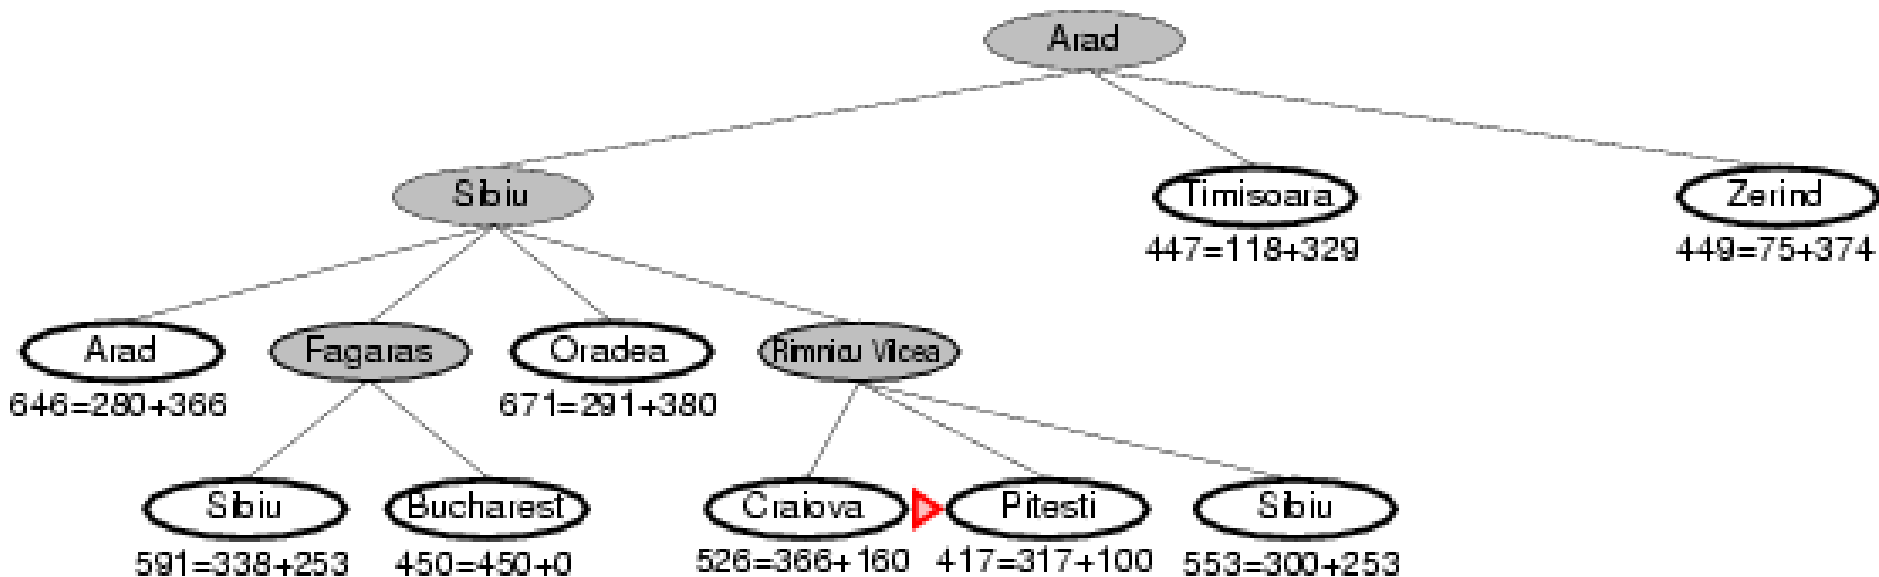 Arad
Sibiu
Timisoara
Zerind
447=118+329
449=75+374
Arad
Fagaras
Oradea
Rimnicu Vilcea
646=280+366
671=291+380
Sibiu
Bucharest
Craiova
Pitesti
Sibiu
591=338+253
450=450+0
526=366+160
417=317+100
553=300+253